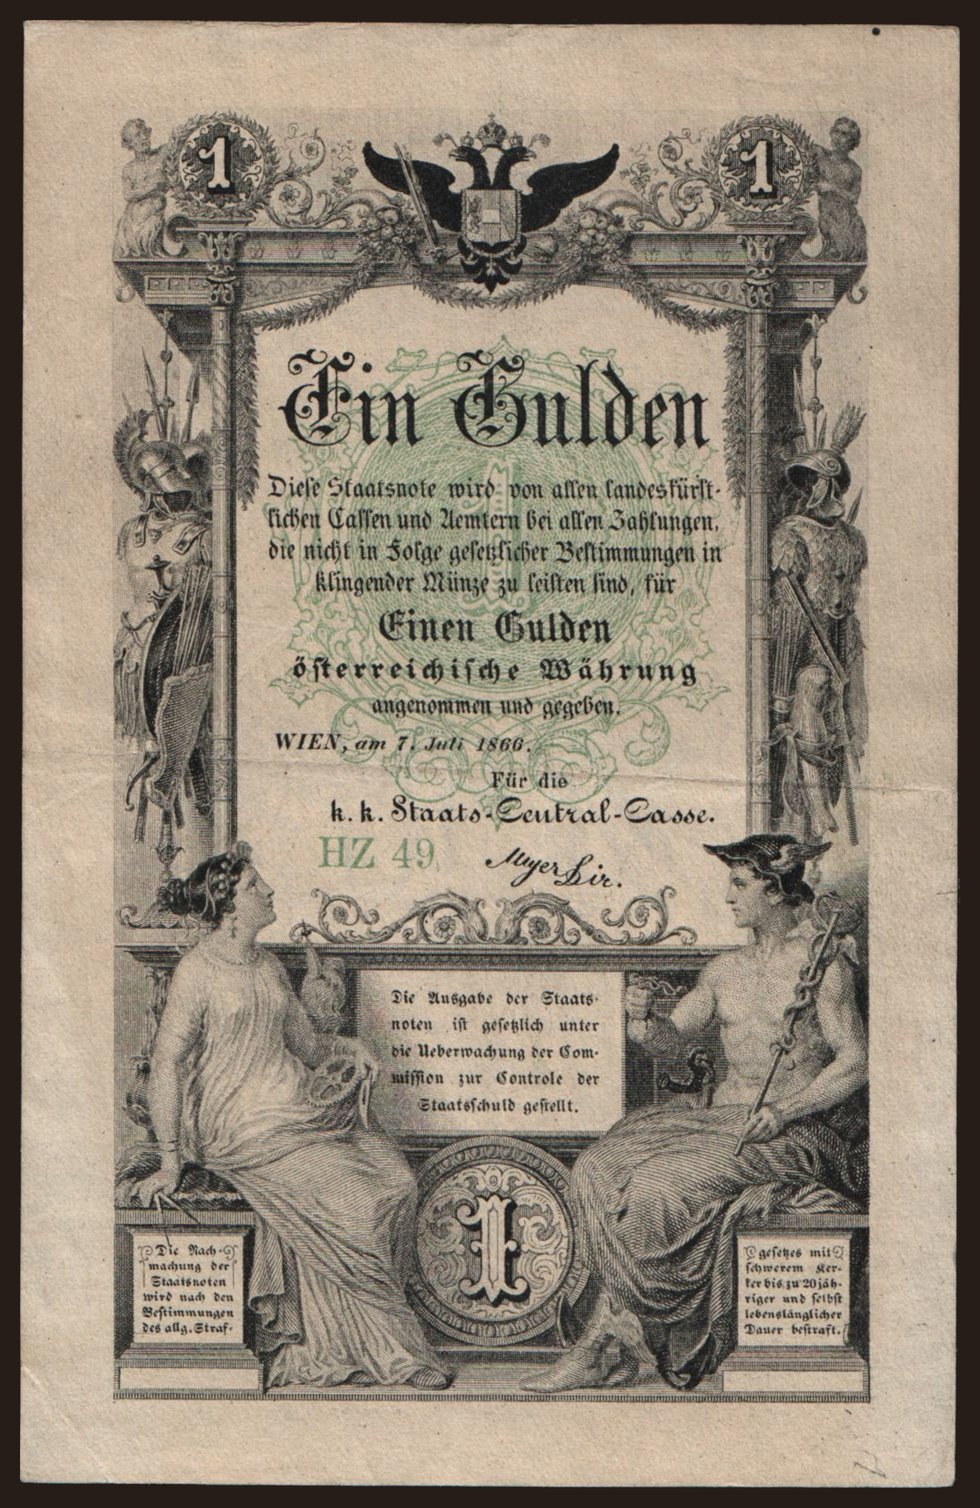 1 1
Ein Gulden
Diese Staatsnote wird von allen landesfürst-
lichen Cassen und Aemtern bei allen Zahlungen,
die nicht in Folge gesetzlicher Bestimmungen in
klingender Münze zu leisten sind, für
Einen Gulden
österreichische Währung
angenommen und gegeben.
WIEN, am 7. Juli 1866.
Für die
k. k. Staats-Central-Casse.
HZ 49
Meyer Dir.
Die Ausgabe der Staats-
noten ist gesetzlich unter
die Ueberwachung der Com-
mission zur Controle der
Staatsschuld gestellt.
1
Die Nach-
machung der
Staatsnoten
wird nach den
Bestimmungen
des allg. Straf-
gesetzes mit
schwerem Ker-
ker bis zu 20 jäh-
riger und selbst
lebenslänglicher
Dauer bestraft.